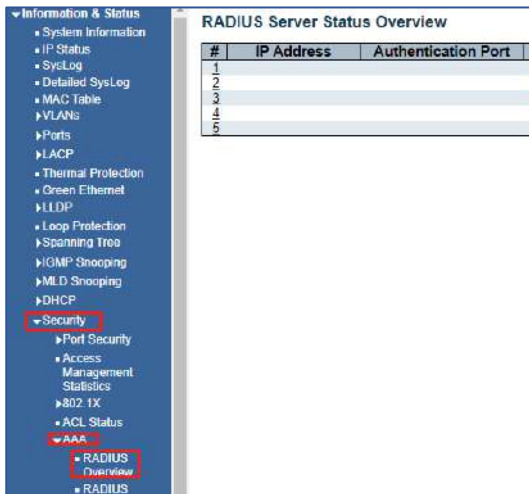 Information & Status
System Information
IP Status
SysLog
Detailed SysLog
MAC Table
VLANs
Ports
LACP
Thermal Protection
Green Ethernet
LLDP
Loop Protection
Spanning Tree
IGMP Snooping
MLD Snooping
DHCP
Security
Port Security
Access
Management
Statistics
802.1X
ACL Status
AAA
RADIUS
Overview
RADIUS
RADIUS Server Status Overview
# IP Address Authentication Port
1
2
3
4
5